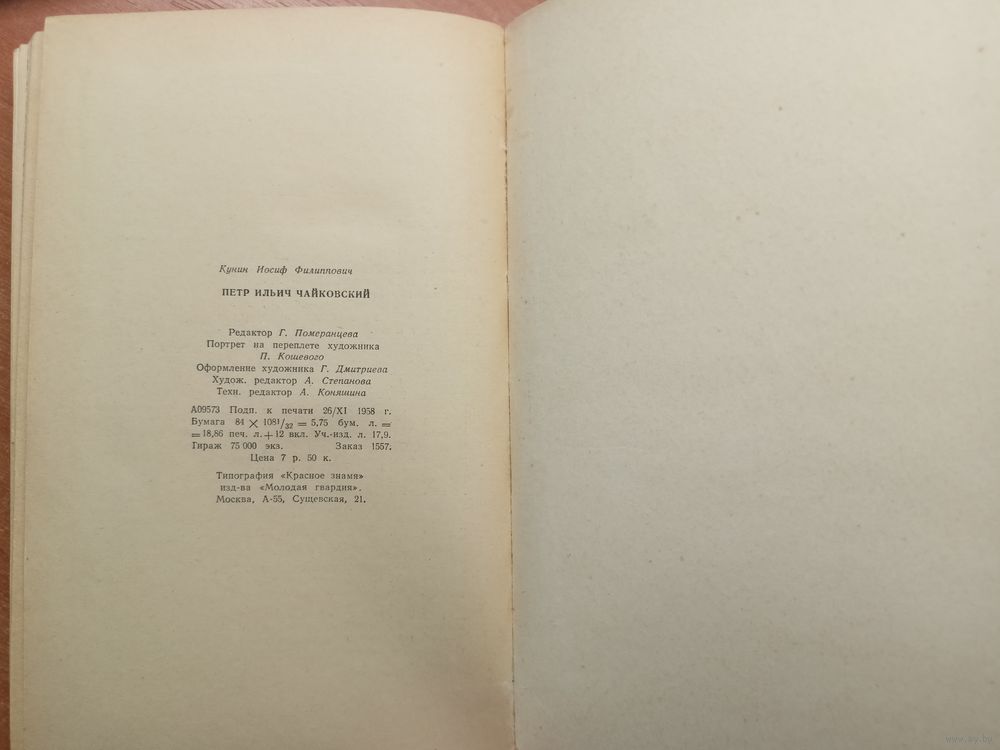 Кунин Иосиф Филиппович
ПЕТР ИЛЬИЧ ЧАЙКОВСКИЙ
Редактор Г. Померанцева
Портрет на переплете художника
П. Кошевого
Оформление художника Г. Дмитриева
Худож. редактор А. Степанова
Техн. редактор А. Коняшина
А09573 Подп. к печати 26/XI 1958 г.
Бумага 84 × 108¹/₃₂ = 5,75 бум. л. =
= 18,86 печ. л. + 12 вкл. Уч.-изд. л. 17,9.
Тираж 75 000 экз. Заказ 1557.
Цена 7 р. 50 к.
Типография «Красное знамя»
изд-ва «Молодая гвардия».
Москва, А-55, Сущевская, 21.
www.ay.by